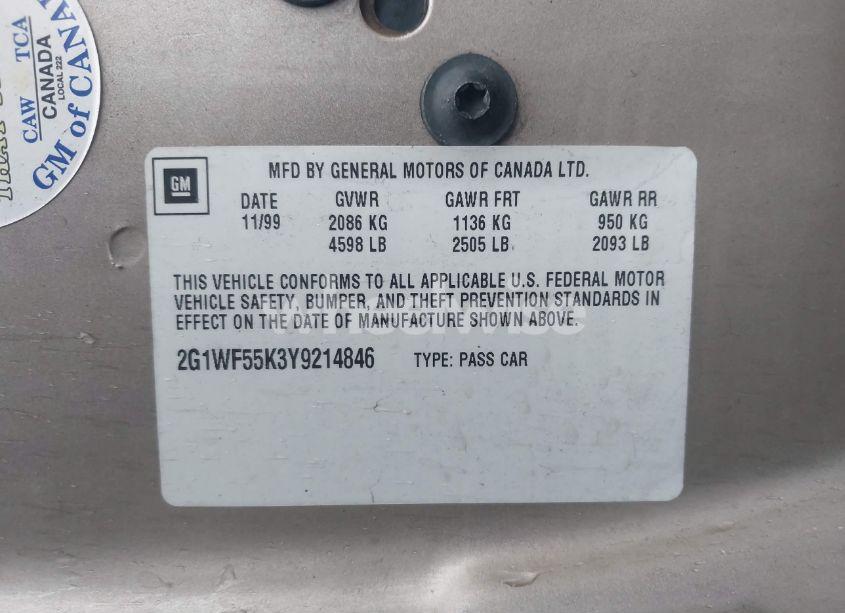 CAW TCA
CANADA
LOCAL 222
GM of CANADA
GM
MFD BY GENERAL MOTORS OF CANADA LTD.
DATE GVWR GAWR FRT GAWR RR
11/99 2086 KG 1136 KG 950 KG
4598 LB 2505 LB 2093 LB
THIS VEHICLE CONFORMS TO ALL APPLICABLE U.S. FEDERAL MOTOR
VEHICLE SAFETY, BUMPER, AND THEFT PREVENTION STANDARDS IN
EFFECT ON THE DATE OF MANUFACTURE SHOWN ABOVE.
2G1WF55K3Y9214846 TYPE: PASS CAR